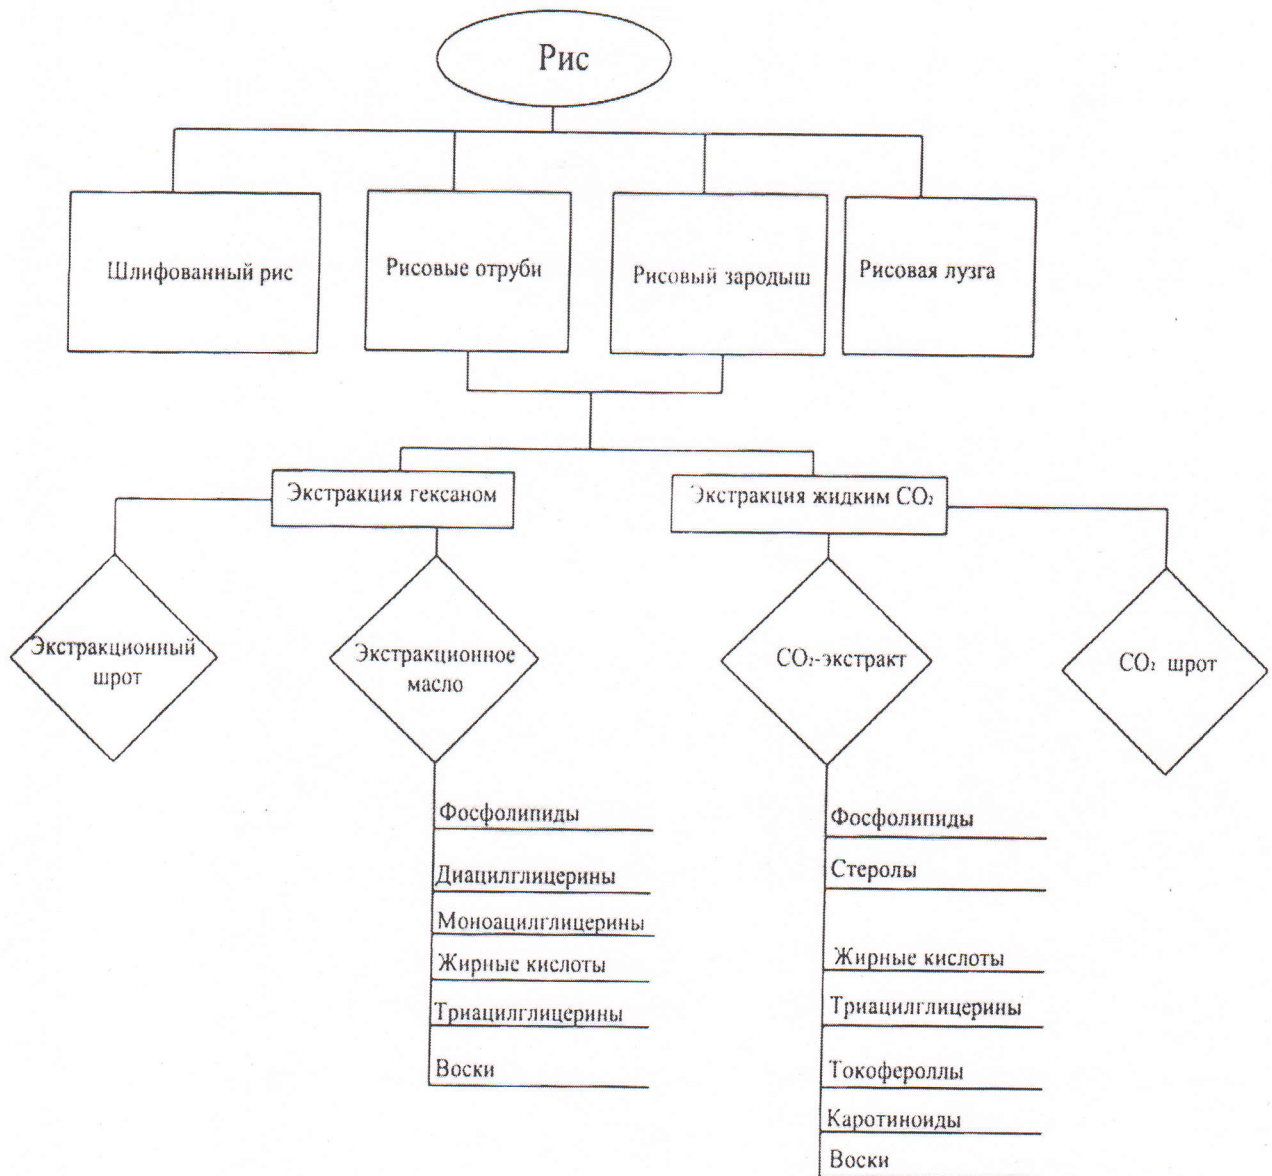 Рис
Шлифованный рис
Рисовые отруби
Рисовый зародыш
Рисовая лузга
Экстракция гексаном
Экстракция жидким CO₂
Экстракционный
шрот
Экстракционное
масло
CO₂-экстракт
CO₂ шрот
Фосфолипиды
Диацилглицерины
Моноацилглицерины
Жирные кислоты
Триацилглицерины
Воски
Фосфолипиды
Стеролы
Жирные кислоты
Триацилглицерины
Токофероллы
Каротиноиды
Воски